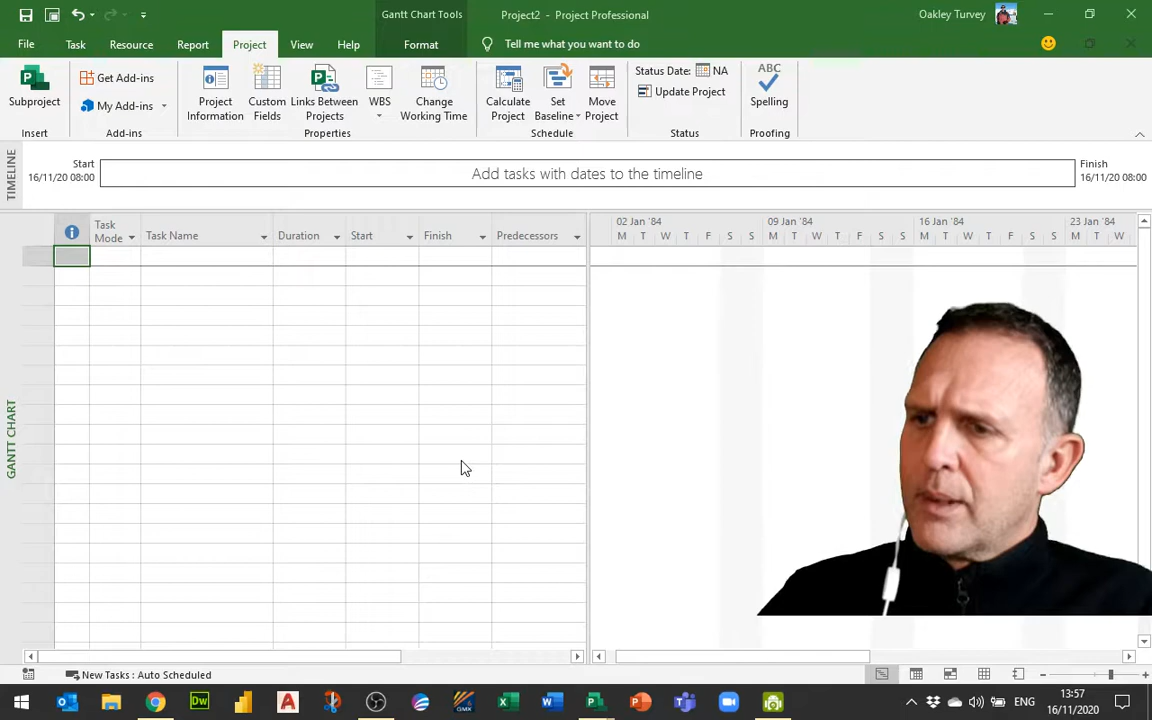 Gantt Chart Tools
Project2 - Project Professional
Oakley Turvey
File Task Resource Report Project View Help Format Tell me what you want to do
Subproject
Insert
Get Add-ins
My Add-ins
Add-ins
Project Information
Custom Fields
Links Between Projects
WBS
Change Working Time
Properties
Calculate Project
Set Baseline
Move Project
Schedule
Status Date: NA
Update Project
Status
ABC
Spelling
Proofing
TIMELINE
Start
16/11/20 08:00
Add tasks with dates to the timeline
Finish
16/11/20 08:00
Task Mode Task Name Duration Start Finish Predecessors
02 Jan '84 09 Jan '84 16 Jan '84 23 Jan '84
M T W T F S S M T W T F S S M T W T F S S M T W
GANTT CHART
New Tasks : Auto Scheduled
Dw
A
GMX
ENG
13:57
16/11/2020